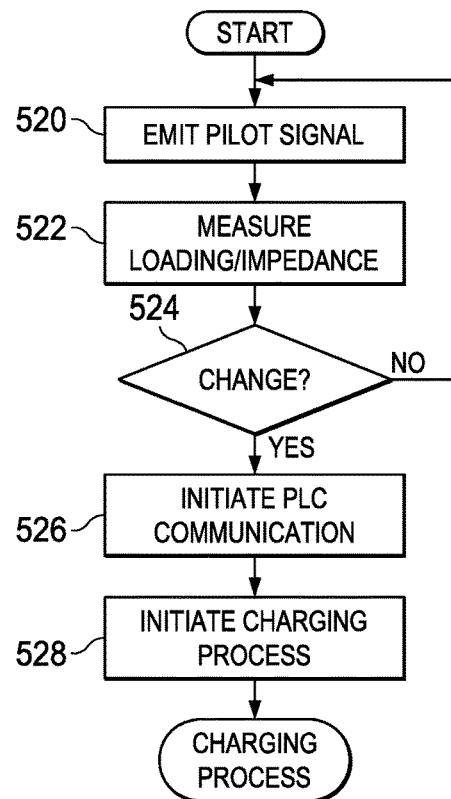 START
520
EMIT PILOT SIGNAL
522
MEASURE
LOADING/IMPEDANCE
524
CHANGE?
NO
YES
526
INITIATE PLC
COMMUNICATION
528
INITIATE CHARGING
PROCESS
CHARGING
PROCESS